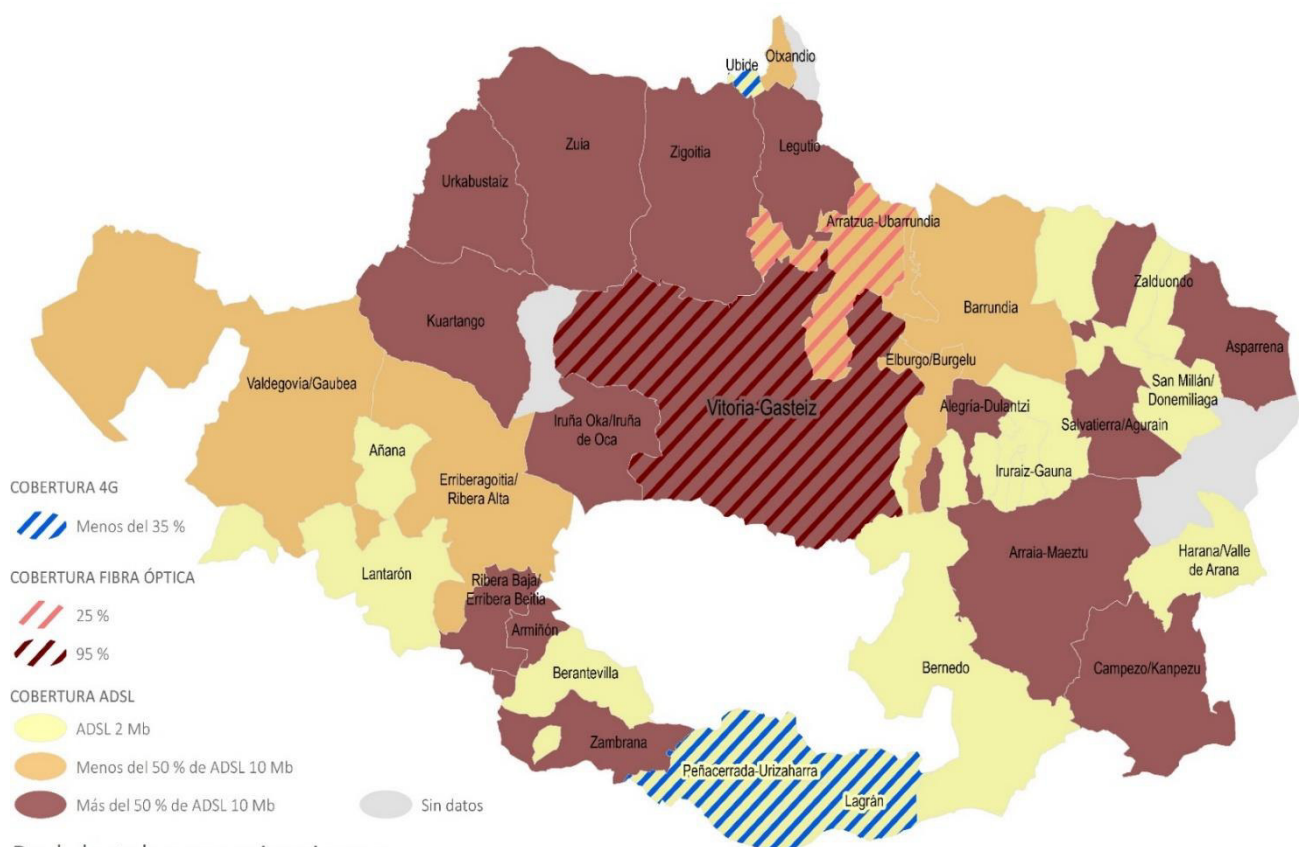 Otxandio
Ubide
Zuia
Zigoitia
Legutio
Urkabustaiz
Arratzua-Ubarrundia
Zalduondo
Barrundia
Kuartango
Asparrena
Elburgo/Burgelu
Valdegovía/Gaubea
San Millán/
Donemiliaga
Vitoria-Gasteiz
Alegría-Dulantzi
Iruña Oka/Iruña
de Oca
Salvatierra/Agurain
Añana
Iruraiz-Gauna
Erriberagoitia/
Ribera Alta
COBERTURA 4G
Menos del 35 %
Arraia-Maeztu
Harana/Valle
de Arana
Lantarón
COBERTURA FIBRA ÓPTICA
Ribera Baja/
Erribera Beitia
25 %
Armiñón
95 %
Berantevilla
Bernedo
Campezo/Kanpezu
COBERTURA ADSL
ADSL 2 Mb
Zambrana
Menos del 50 % de ADSL 10 Mb
Peñacerrada-Urizaharra
Lagrán
Más del 50 % de ADSL 10 Mb
Sin datos